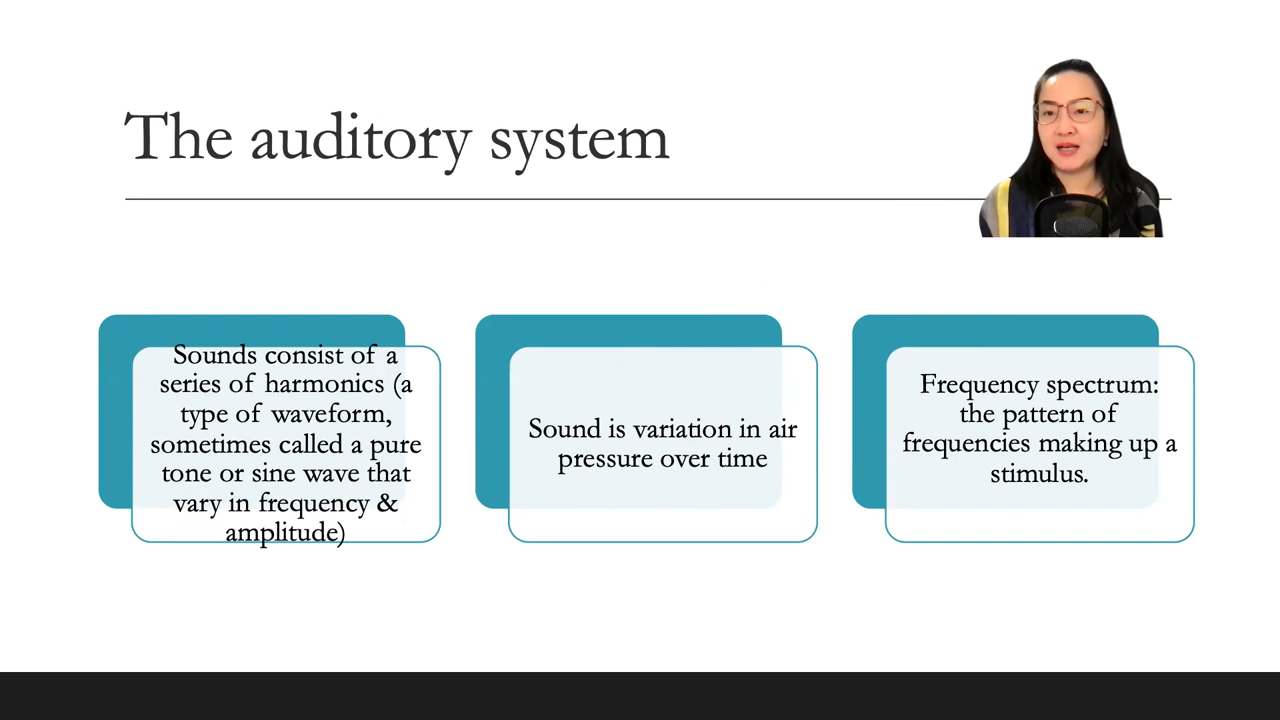 The auditory system
Sounds consist of a
series of harmonics (a
type of waveform,
sometimes called a pure
tone or sine wave that
vary in frequency &
amplitude)
Sound is variation in air
pressure over time
Frequency spectrum:
the pattern of
frequencies making up a
stimulus.